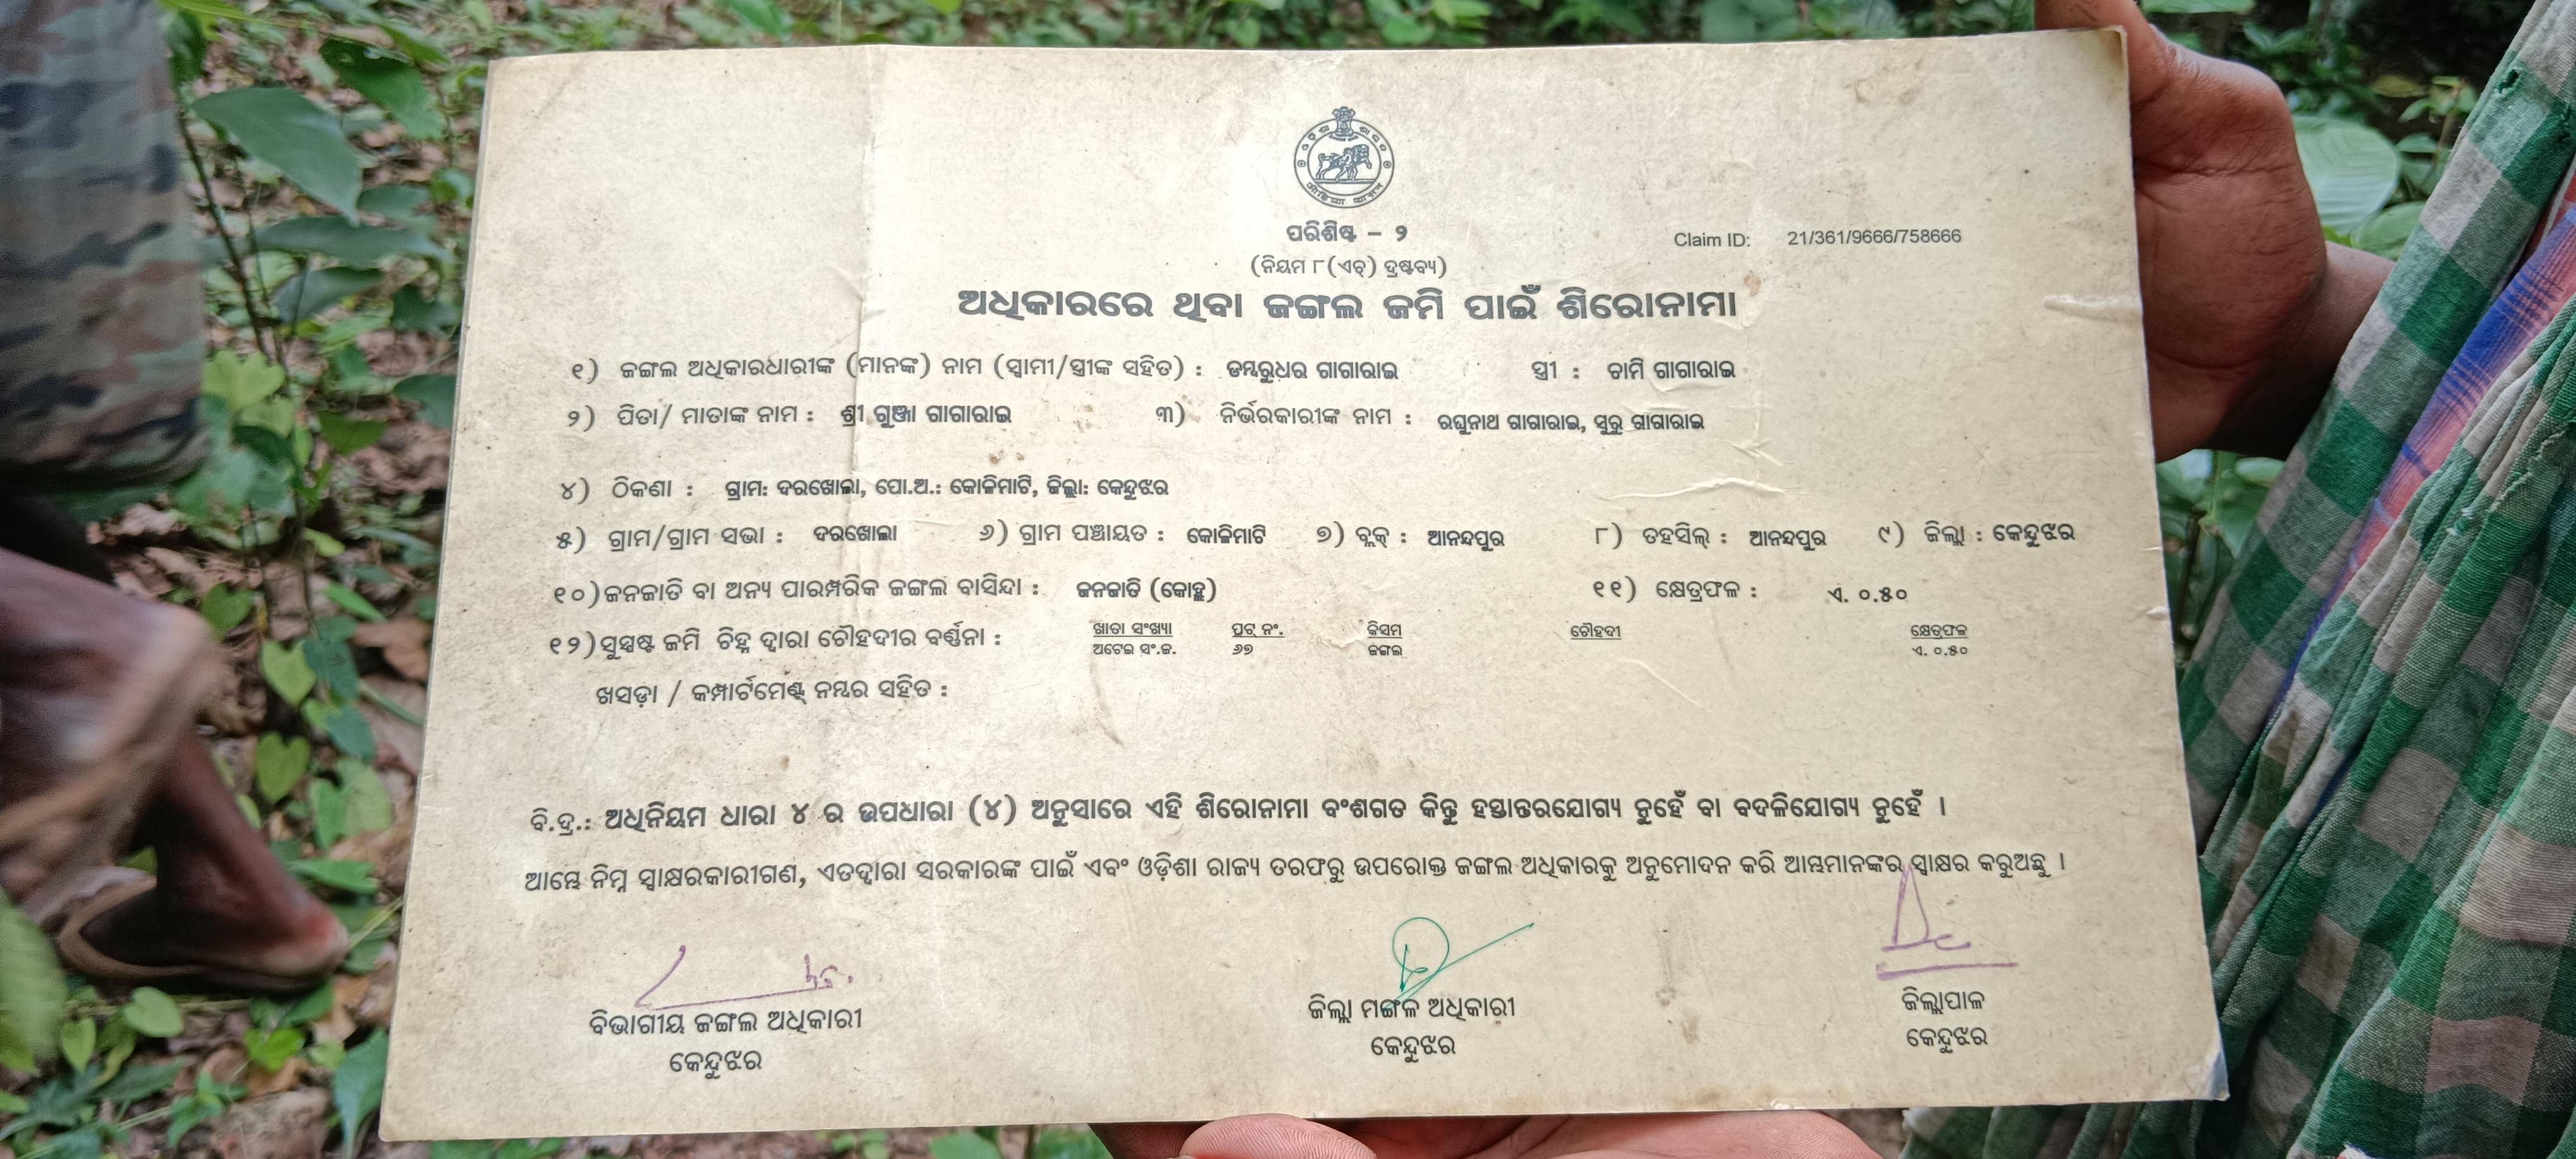 ପରିଶିଷ୍ଟ – ୨
Claim ID: 21/361/9666/758666
(ନିୟମ ୮(ଏଚ୍) ଦ୍ରଷ୍ଟବ୍ୟ)
ଅଧିକାରରେ ଥିବା ଜଙ୍ଗଲ ଜମି ପାଇଁ ଶିରୋନାମା
୧) ଜଙ୍ଗଲ ଅଧିକାରଧାରୀଙ୍କ (ମାନଙ୍କ) ନାମ (ସ୍ୱାମୀ/ସ୍ତ୍ରୀଙ୍କ ସହିତ) : ଡମ୍ବରୁଧର ଗାଗାରାଇ ସ୍ତ୍ରୀ : ଚାମି ଗାଗାରାଇ
୨) ପିତା/ ମାତାଙ୍କ ନାମ : ଶ୍ରୀ ଗୁଞ୍ଜା ଗାଗାରାଇ ୩) ନିର୍ଭରକାରୀଙ୍କ ନାମ : ରଘୁନାଥ ଗାଗାରାଇ, ସୁରୁ ଗାଗାରାଇ
୪) ଠିକଣା : ଗ୍ରାମ: ଦରଖୋଲା, ପୋ.ଅ.: କୋଳିମାଟି, ଜିଲ୍ଲା: କେନ୍ଦୁଝର
୫) ଗ୍ରାମ/ଗ୍ରାମ ସଭା : ଦରଖୋଲା ୬) ଗ୍ରାମ ପଞ୍ଚାୟତ : କୋଳିମାଟି ୭) ବ୍ଲକ୍ : ଆନନ୍ଦପୁର ୮) ତହସିଲ୍ : ଆନନ୍ଦପୁର ୯) ଜିଲ୍ଲା : କେନ୍ଦୁଝର
୧୦)ଜନଜାତି ବା ଅନ୍ୟ ପାରମ୍ପରିକ ଜଙ୍ଗଲ ବାସିନ୍ଦା : ଜନଜାତି (କୋହ୍ଲ) ୧୧) କ୍ଷେତ୍ରଫଳ : ଏ. ୦.୫୦
୧୨)ସୁସ୍ପଷ୍ଟ ଜମି ଚିହ୍ନ ଦ୍ୱାରା ଚୌହଦୀର ବର୍ଣ୍ଣନା : ଖାତା ସଂଖ୍ୟା ପ୍ଲଟ୍ ନଂ. କିସମ ଚୌହଦୀ କ୍ଷେତ୍ରଫଳ
ଅଟେଇ ସଂ.ଜ. ୬୭ ଜଙ୍ଗଲ ଏ. ୦.୫୦
ଖସଡ଼ା / କମ୍ପାର୍ଟମେଣ୍ଟ୍ ନମ୍ବର ସହିତ :
ବି.ଦ୍ର.: ଅଧିନିୟମ ଧାରା ୪ ର ଉପଧାରା (୪) ଅନୁସାରେ ଏହି ଶିରୋନାମା ବଂଶଗତ କିନ୍ତୁ ହସ୍ତାନ୍ତରଯୋଗ୍ୟ ନୁହେଁ ବା ବଦଳିଯୋଗ୍ୟ ନୁହେଁ ।
ଆମ୍ଭେ ନିମ୍ନ ସ୍ୱାକ୍ଷରକାରୀଗଣ, ଏତଦ୍ଦ୍ୱାରା ସରକାରଙ୍କ ପାଇଁ ଏବଂ ଓଡ଼ିଶା ରାଜ୍ୟ ତରଫରୁ ଉପରୋକ୍ତ ଜଙ୍ଗଲ ଅଧିକାରକୁ ଅନୁମୋଦନ କରି ଆମ୍ଭମାନଙ୍କର ସ୍ୱାକ୍ଷର କରୁଅଛୁ ।
ବିଭାଗୀୟ ଜଙ୍ଗଲ ଅଧିକାରୀ
କେନ୍ଦୁଝର
ଜିଲ୍ଲା ମଙ୍ଗଳ ଅଧିକାରୀ
କେନ୍ଦୁଝର
ଜିଲ୍ଲାପାଳ
କେନ୍ଦୁଝର